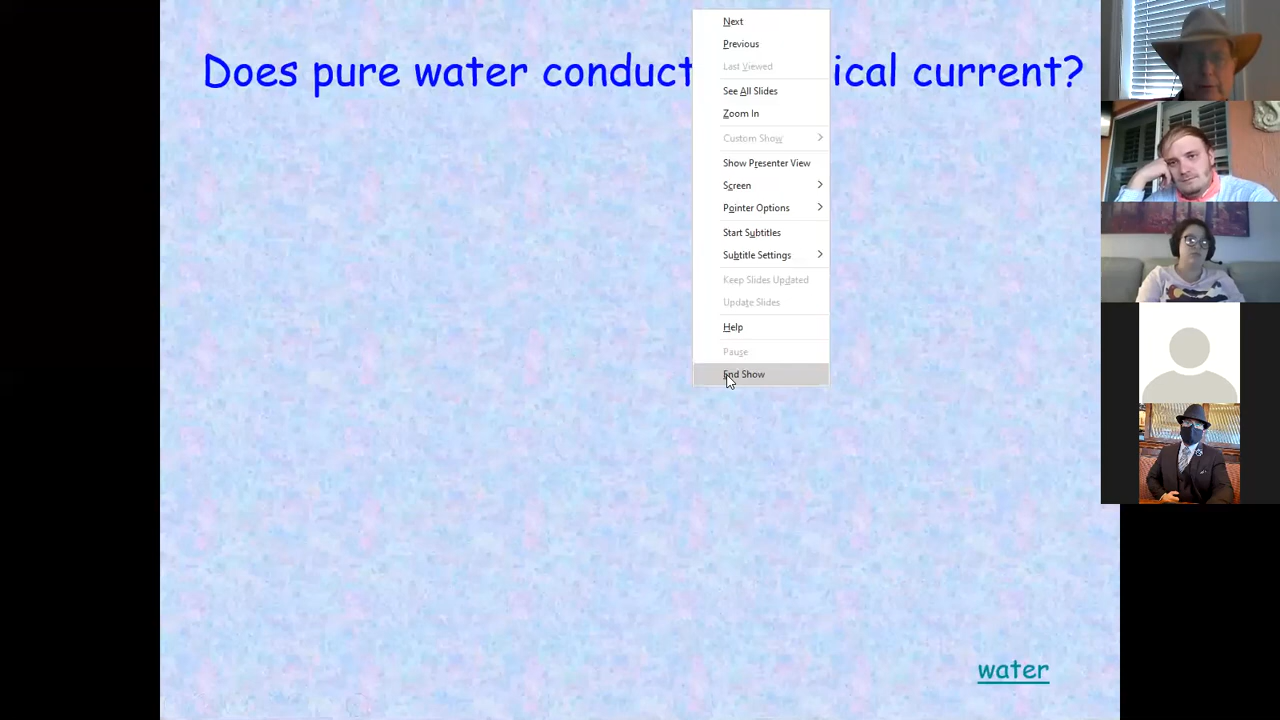 Does pure water conduct ical current?
Next
Previous
Last Viewed
See All Slides
Zoom In
Custom Show
Show Presenter View
Screen
Pointer Options
Start Subtitles
Subtitle Settings
Keep Slides Updated
Update Slides
Help
Pause
End Show
water